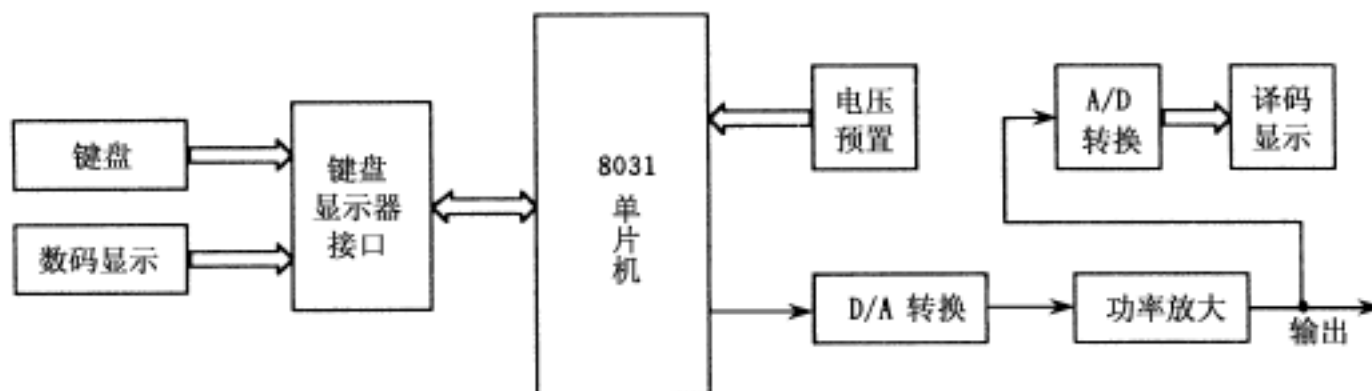 键盘
数码显示
键盘
显示器
接口
8031
单
片
机
电压
预置
A/D
转换
译码
显示
D/A 转换
功率放大
输出